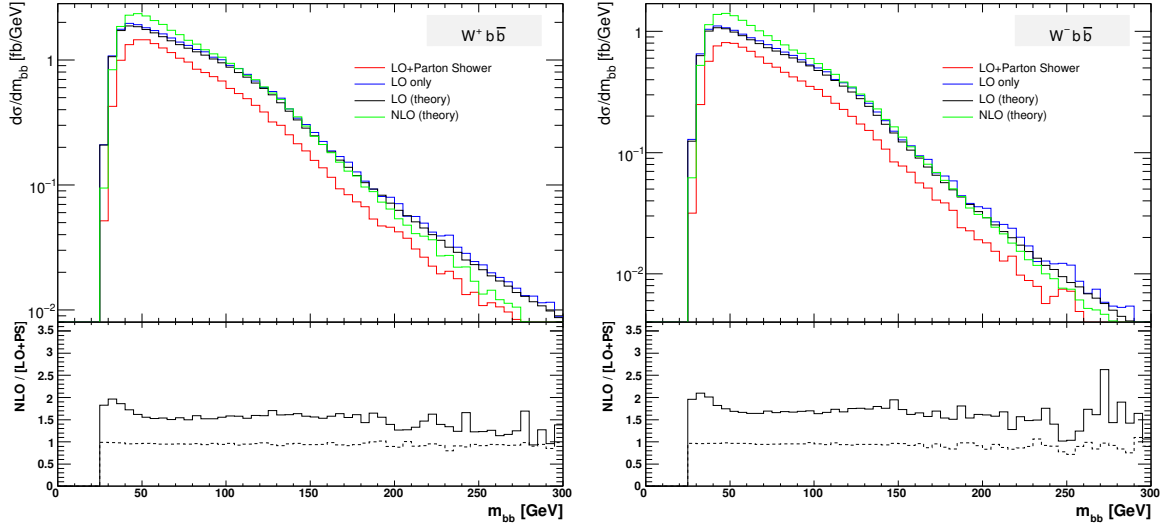 dσ/dm_bb [fb/GeV]
1
10⁻¹
10⁻²
W⁺ b b̅
LO+Parton Shower
LO only
LO (theory)
NLO (theory)
NLO / [LO+PS]
3.5
3
2.5
2
1.5
1
0.5
0
0 50 100 150 200 250 300
m_bb [GeV]
dσ/dm_bb [fb/GeV]
1
10⁻¹
10⁻²
W⁻ b b̅
LO+Parton Shower
LO only
LO (theory)
NLO (theory)
NLO / [LO+PS]
3.5
3
2.5
2
1.5
1
0.5
0
0 50 100 150 200 250 300
m_bb [GeV]